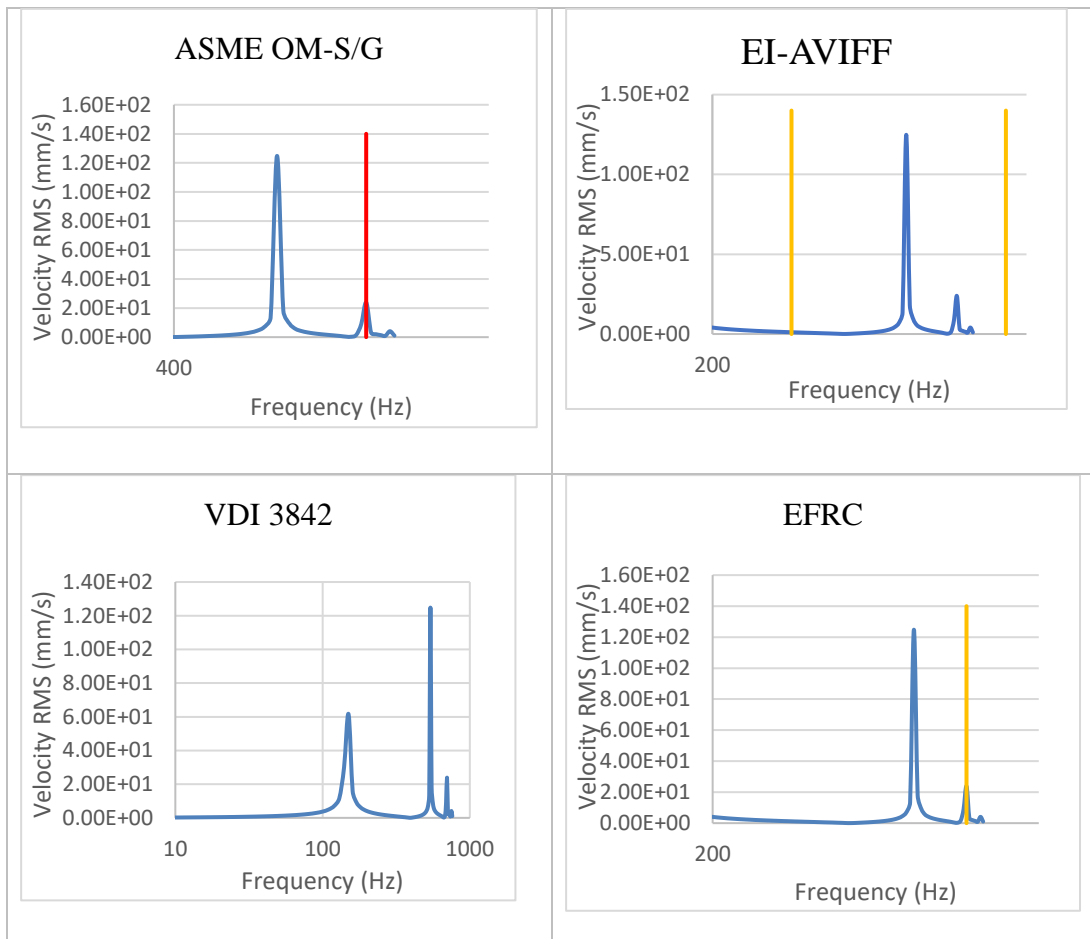 ASME OM-S/G
1.60E+02
1.40E+02
1.20E+02
1.00E+02
8.00E+01
6.00E+01
4.00E+01
2.00E+01
0.00E+00
Velocity RMS (mm/s)
400
Frequency (Hz)
EI-AVIFF
1.50E+02
1.00E+02
5.00E+01
0.00E+00
Velocity RMS (mm/s)
200
Frequency (Hz)
VDI 3842
1.40E+02
1.20E+02
1.00E+02
8.00E+01
6.00E+01
4.00E+01
2.00E+01
0.00E+00
Velocity RMS (mm/s)
10 100 1000
Frequency (Hz)
EFRC
1.60E+02
1.40E+02
1.20E+02
1.00E+02
8.00E+01
6.00E+01
4.00E+01
2.00E+01
0.00E+00
Velocity RMS (mm/s)
200
Frequency (Hz)